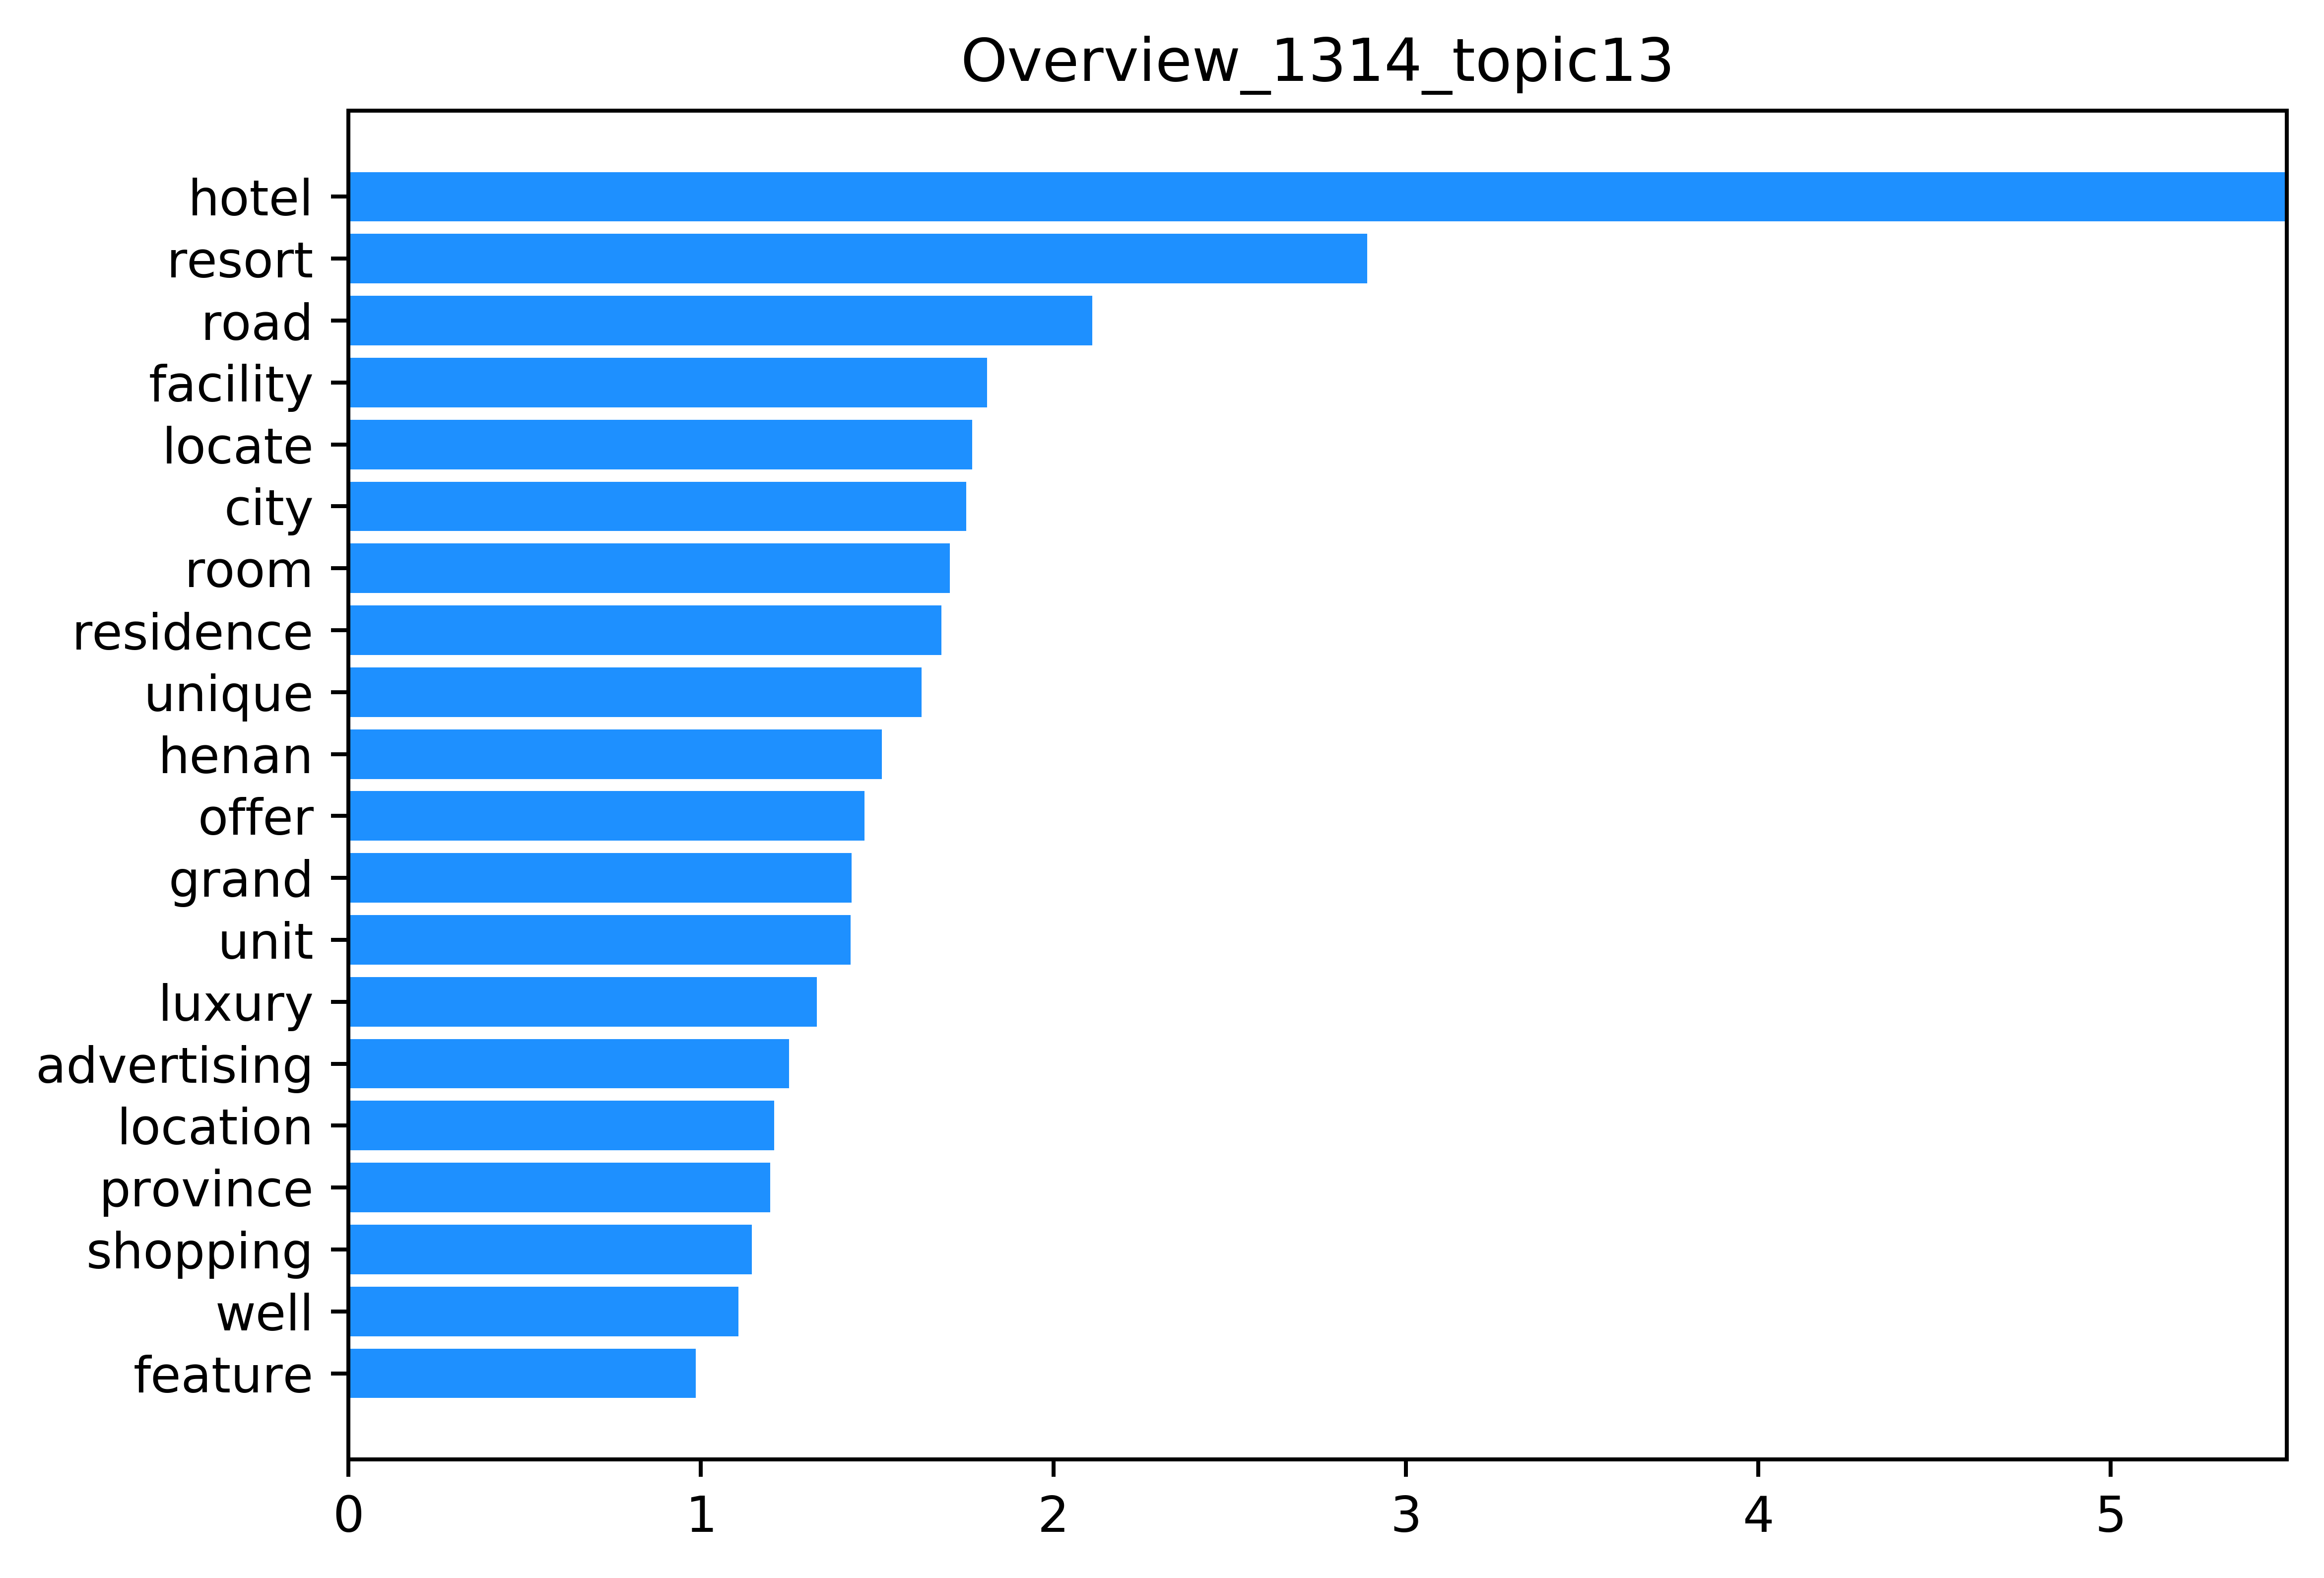 Overview_1314_topic13
hotel
resort
road
facility
locate
city
room
residence
unique
henan
offer
grand
unit
luxury
advertising
location
province
shopping
well
feature
0 1 2 3 4 5